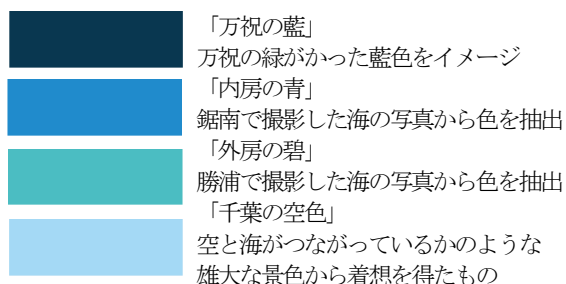 「万祝の藍」
万祝の緑がかった藍色をイメージ
「内房の青」
鋸南で撮影した海の写真から色を抽出
「外房の碧」
勝浦で撮影した海の写真から色を抽出
「千葉の空色」
空と海がつながっているかのような
雄大な景色から着想を得たもの